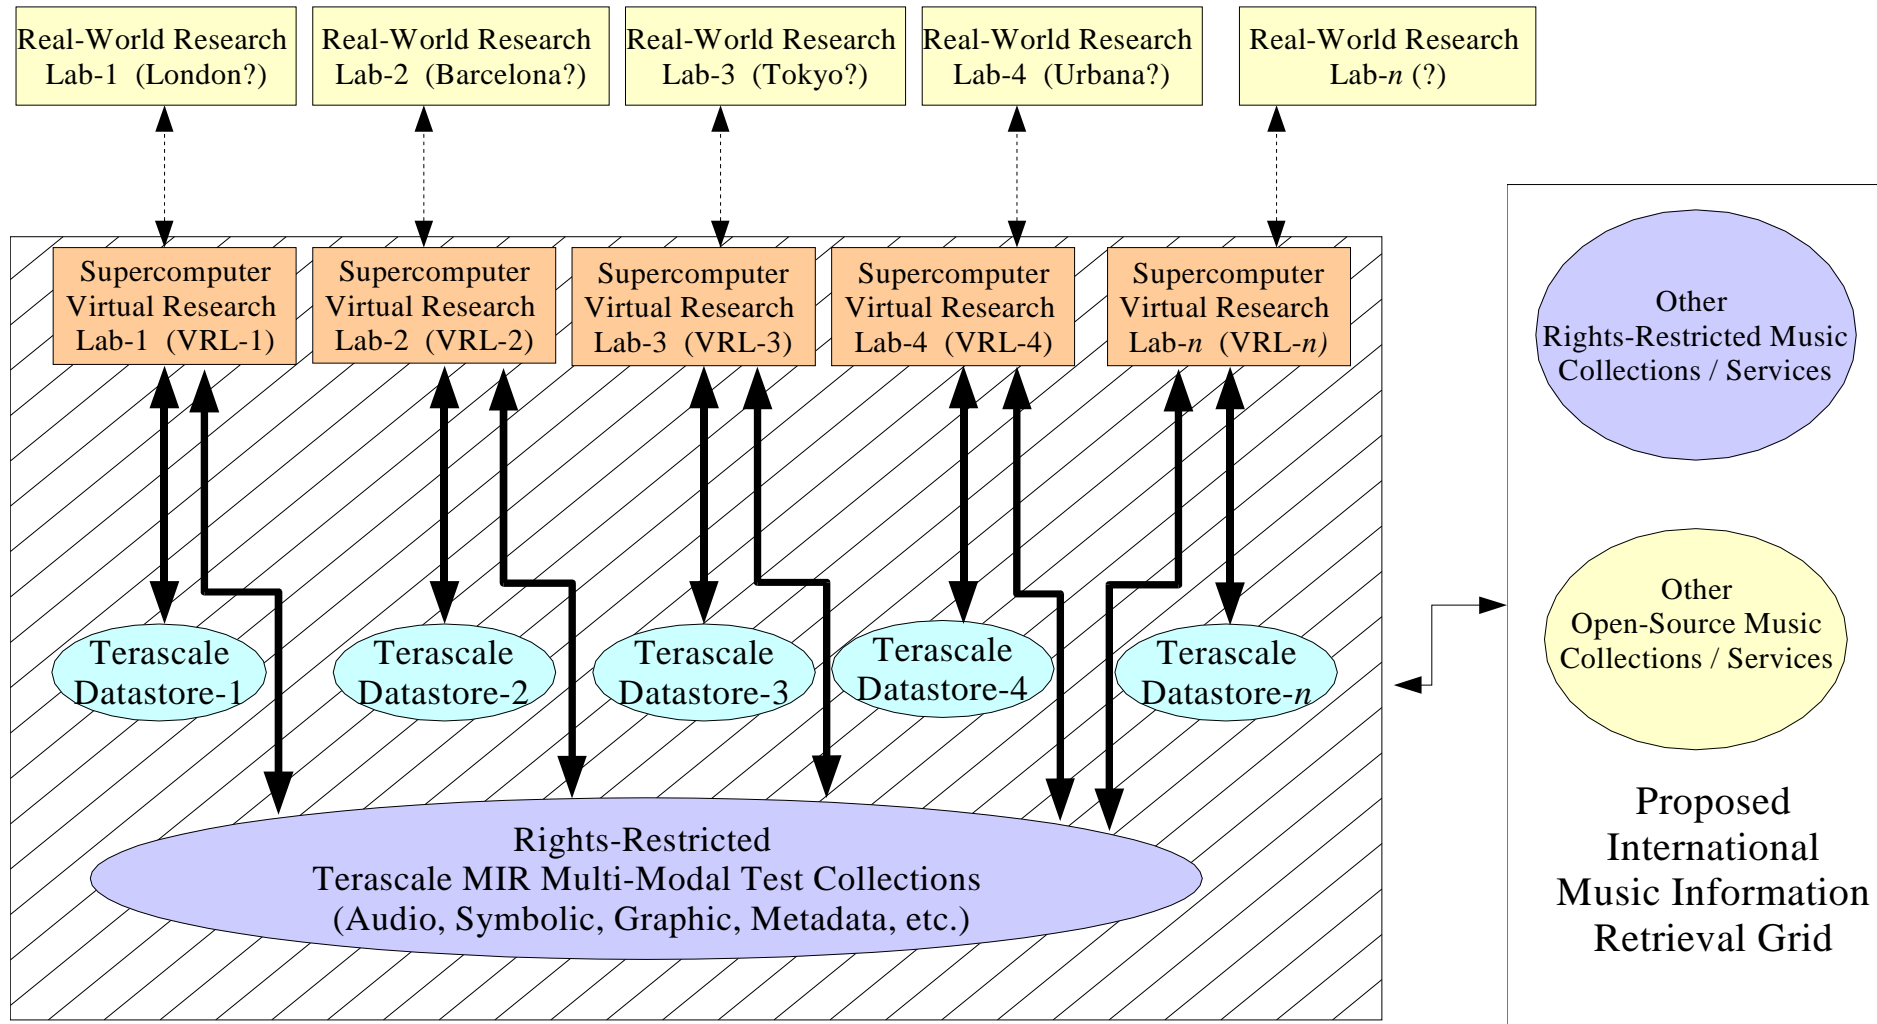 Real-World Research
Lab-1 (London?)
Real-World Research
Lab-2 (Barcelona?)
Real-World Research
Lab-3 (Tokyo?)
Real-World Research
Lab-4 (Urbana?)
Real-World Research
Lab-n (?)
Supercomputer
Virtual Research
Lab-1 (VRL-1)
Supercomputer
Virtual Research
Lab-2 (VRL-2)
Supercomputer
Virtual Research
Lab-3 (VRL-3)
Supercomputer
Virtual Research
Lab-4 (VRL-4)
Supercomputer
Virtual Research
Lab-n (VRL-n)
Terascale
Datastore-1
Terascale
Datastore-2
Terascale
Datastore-3
Terascale
Datastore-4
Terascale
Datastore-n
Rights-Restricted
Terascale MIR Multi-Modal Test Collections
(Audio, Symbolic, Graphic, Metadata, etc.)
Other
Rights-Restricted Music
Collections / Services
Other
Open-Source Music
Collections / Services
Proposed
International
Music Information
Retrieval Grid